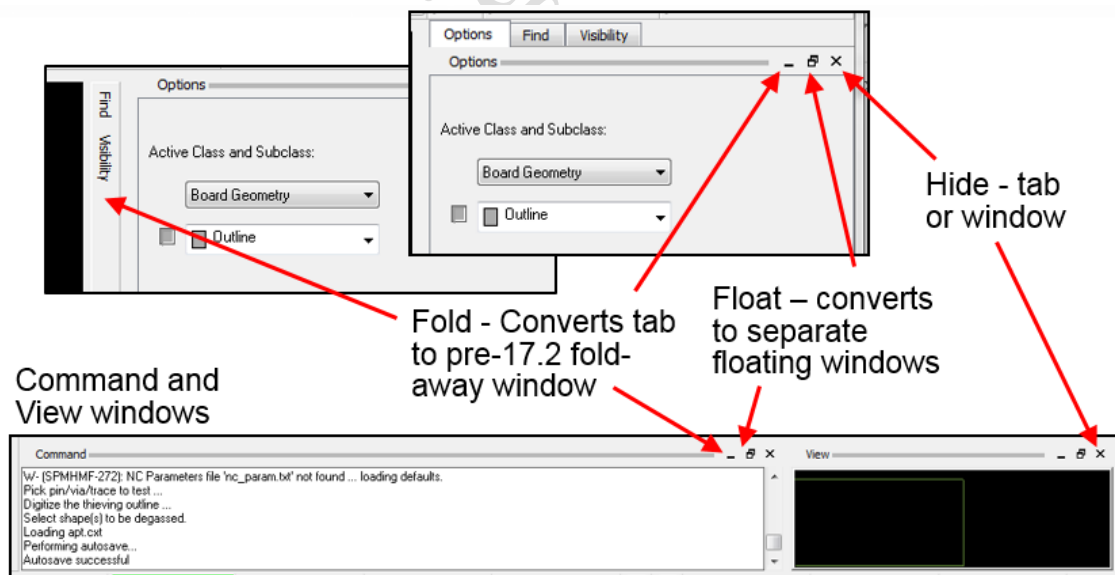 Options Find Visibility
Options
Active Class and Subclass:
Board Geometry
Outline
Options
Find Visibility
Active Class and Subclass:
Board Geometry
Outline
Hide - tab
or window
Fold - Converts tab
to pre-17.2 fold-
away window
Float – converts
to separate
floating windows
Command and
View windows
Command
W- (SPMHMF-272): NC Parameters file 'nc_param.txt' not found ... loading defaults.
Pick pin/via/trace to test ...
Digitize the thieving outline ...
Select shape(s) to be degassed.
Loading apt.cxt
Performing autosave...
Autosave successful
View